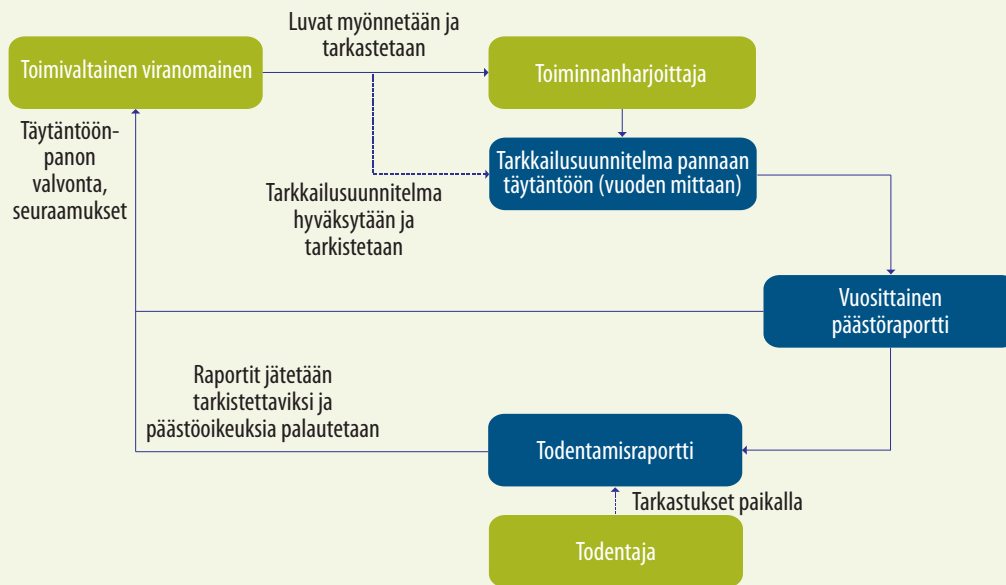 Luvat myönnetään ja
tarkastetaan
Toimivaltainen viranomainen
Toiminnanharjoittaja
Täytäntöön-
panon
valvonta,
seuraamukset
Tarkkailusuunnitelma pannaan
täytäntöön (vuoden mittaan)
Tarkkailusuunnitelma
hyväksytään ja
tarkistetaan
Vuosittainen
päästöraportti
Raportit jätetään
tarkistettaviksi ja
päästöoikeuksia palautetaan
Todentamisraportti
Tarkastukset paikalla
Todentaja